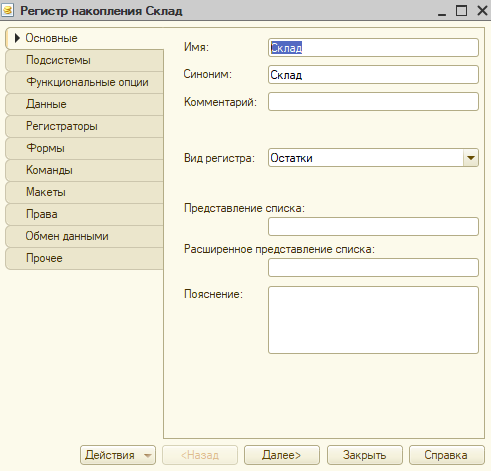 Регистр накопления Склад
Основные
Подсистемы
Функциональные опции
Данные
Регистраторы
Формы
Команды
Макеты
Права
Обмен данными
Прочее
Имя: Склад
Синоним: Склад
Комментарий:
Вид регистра: Остатки
Представление списка:
Расширенное представление списка:
Пояснение:
Действия <Назад Далее> Закрыть Справка